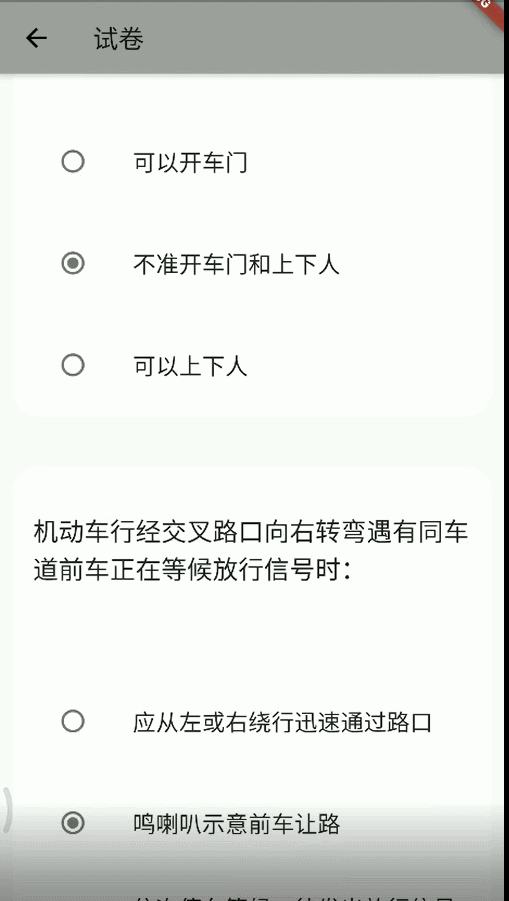 试卷
可以开车门
不准开车门和上下人
可以上下人
机动车行经交叉路口向右转弯遇有同车
道前车正在等候放行信号时：
应从左或右绕行迅速通过路口
鸣喇叭示意前车让路